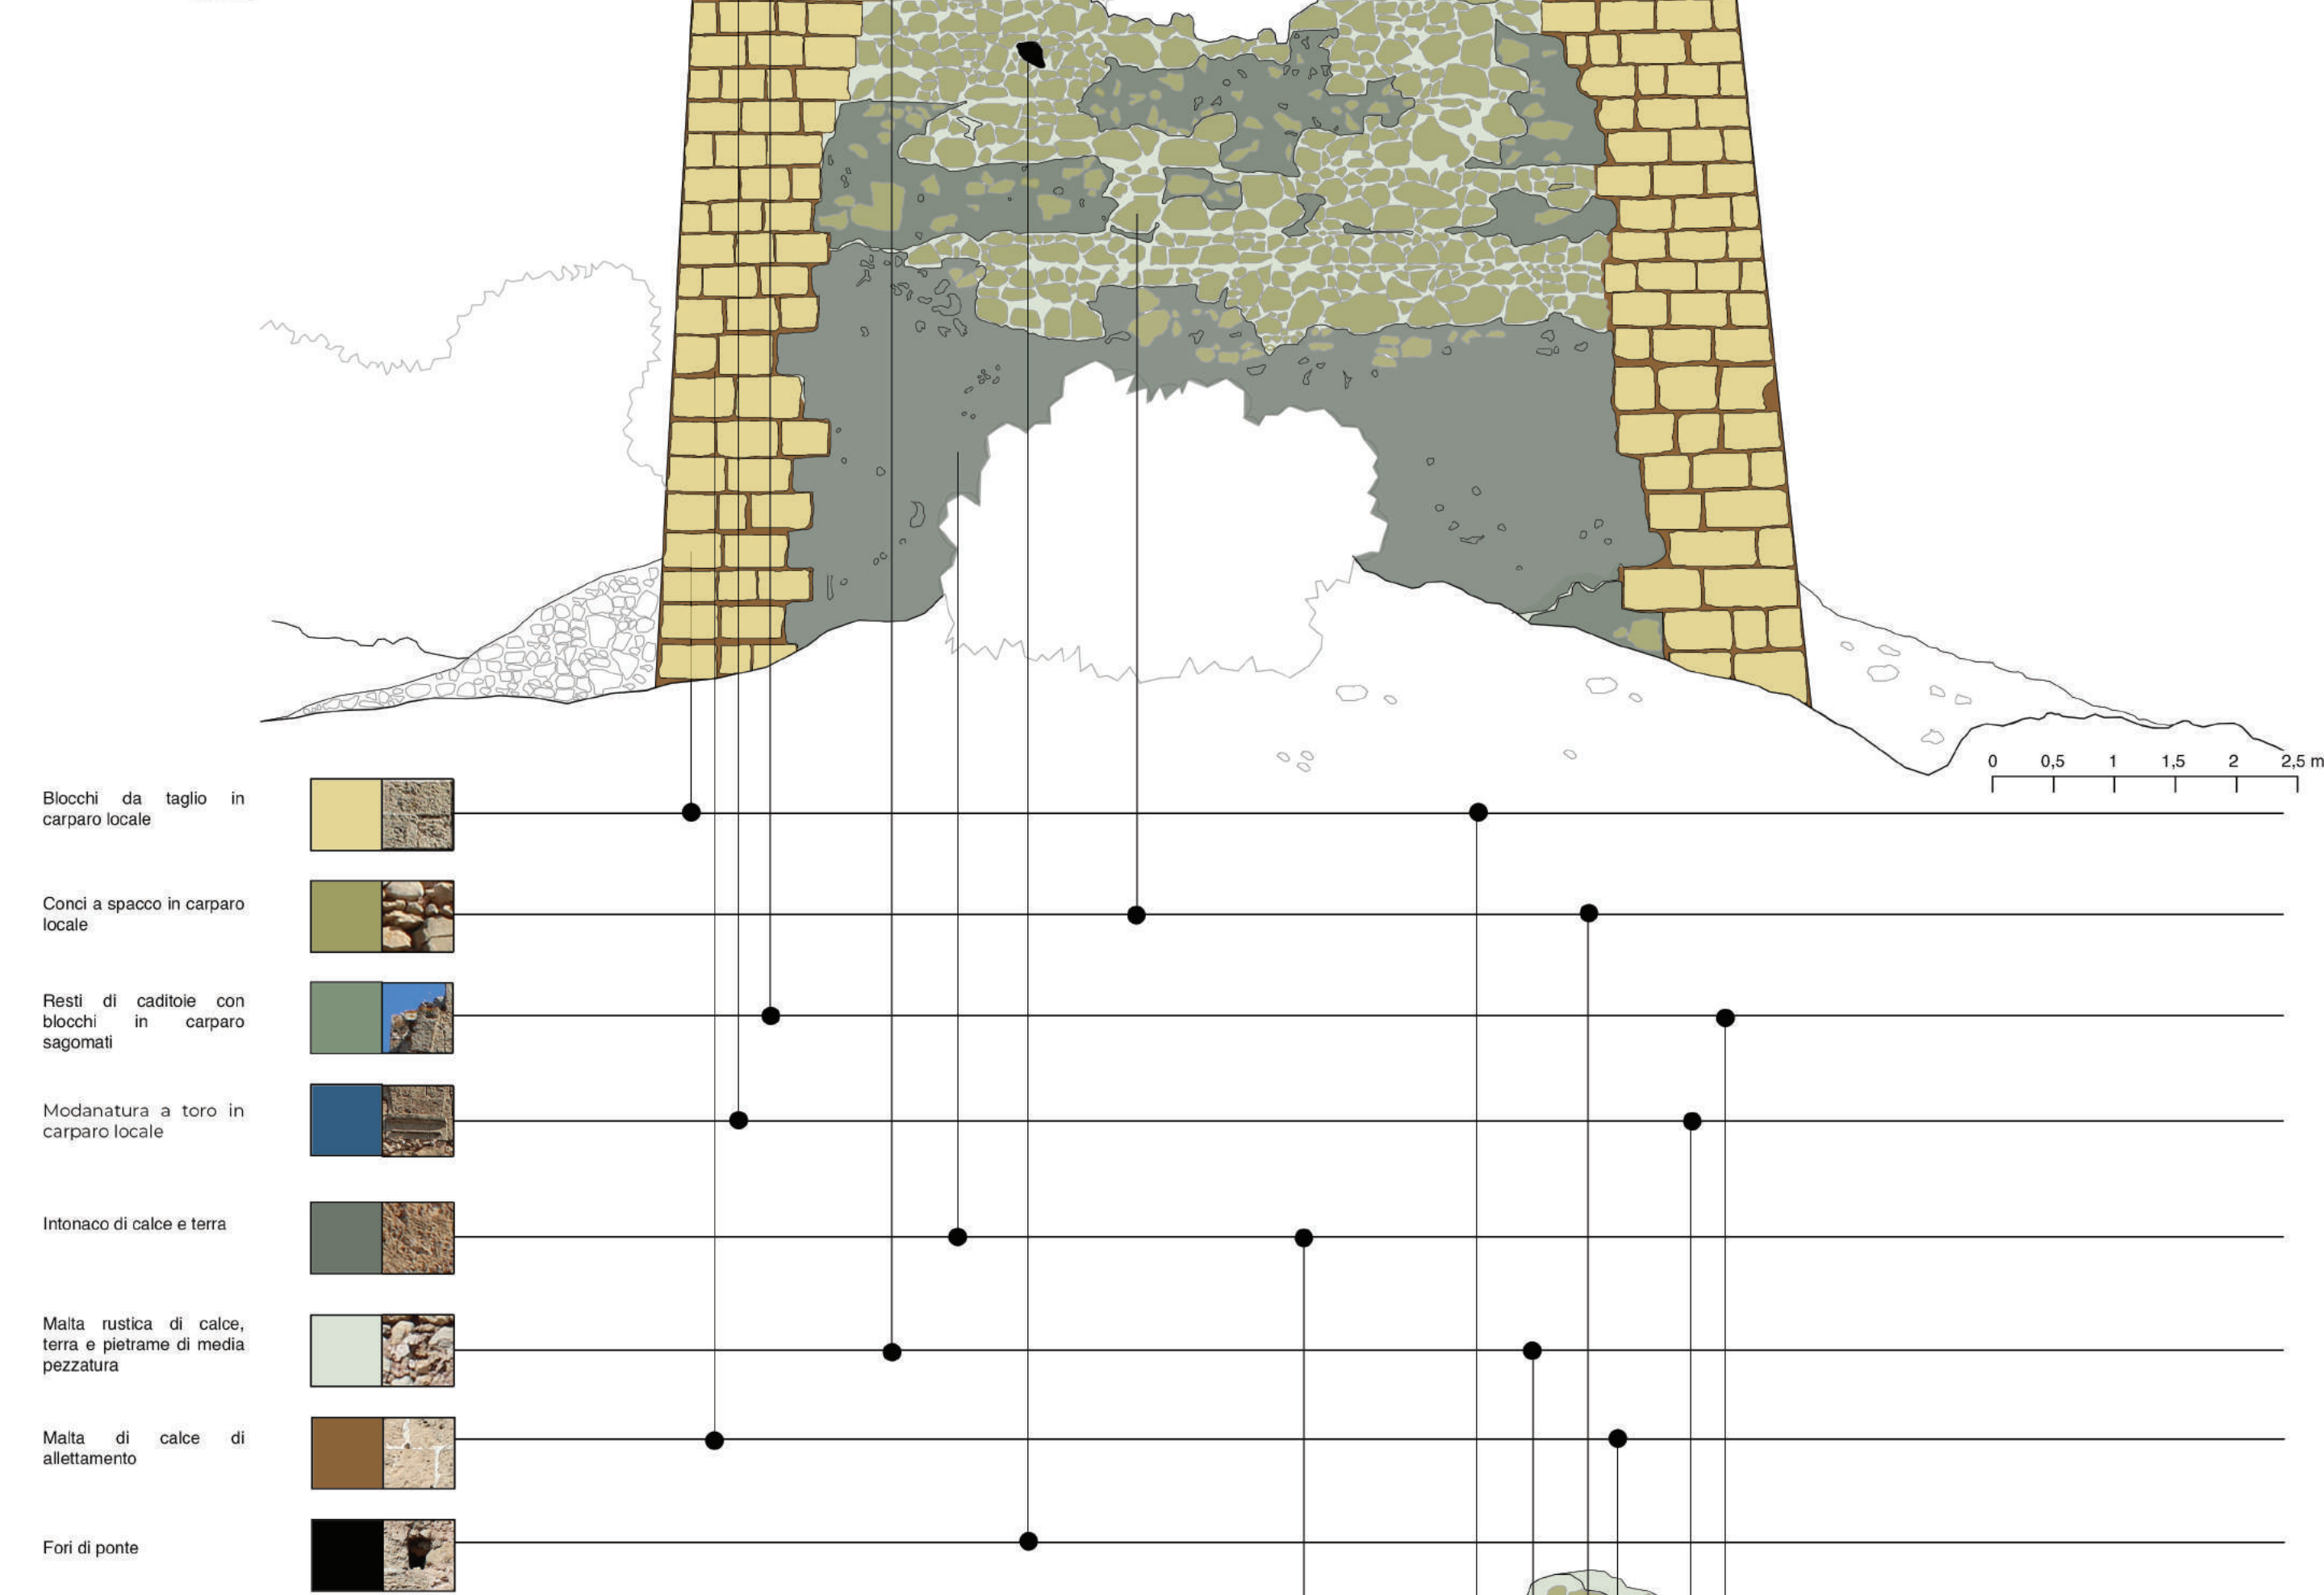 0 0,5 1 1,5 2 2,5 m
Blocchi da taglio in
carparo locale
Conci a spacco in carparo
locale
Resti di caditoie con
blocchi in carparo
sagomati
Modanatura a toro in
carparo locale
Intonaco di calce e terra
Malta rustica di calce,
terra e pietrame di media
pezzatura
Malta di calce di
allettamento
Fori di ponte